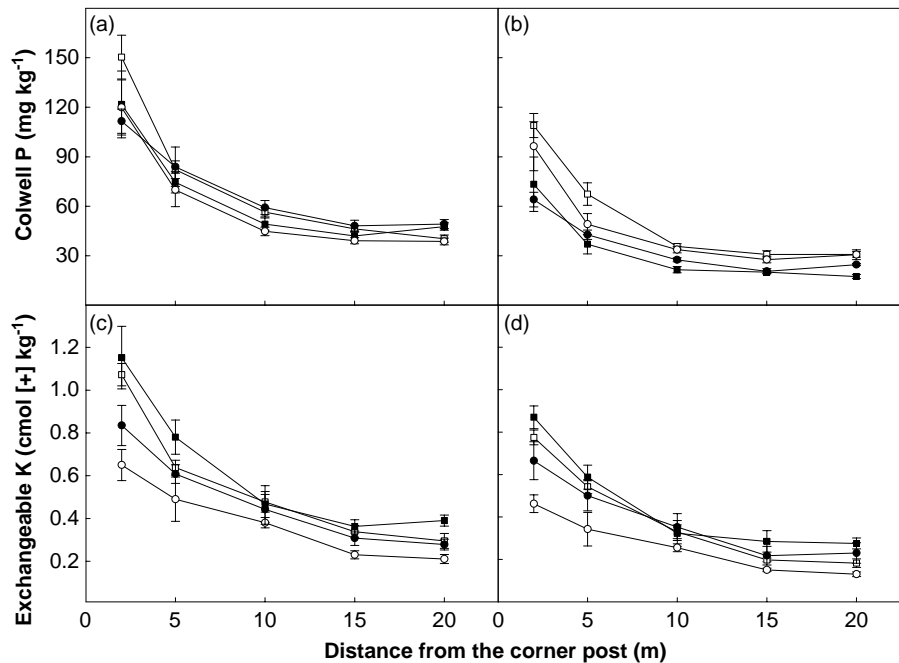 (a)
(b)
Colwell P (mg kg⁻¹)
150
120
90
60
30
(c)
(d)
Exchangeable K (cmol [+] kg⁻¹)
1.2
1.0
0.8
0.6
0.4
0.2
0 5 10 15 20 0 5 10 15 20
Distance from the corner post (m)